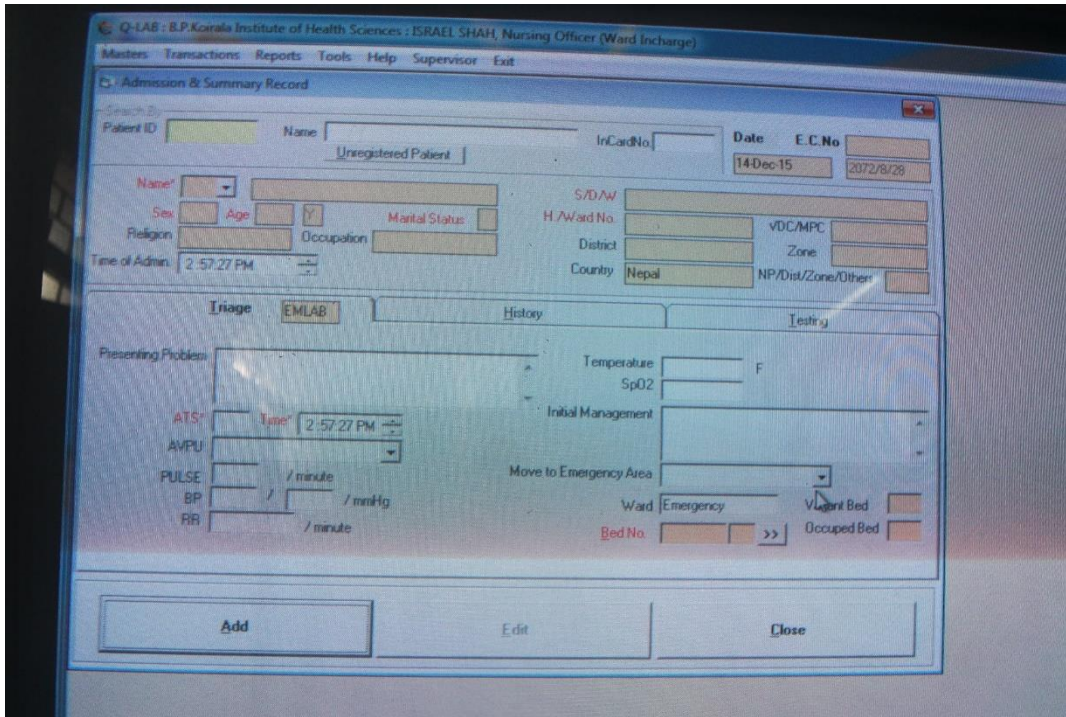 Q-LAB : B.P.Koirala Institute of Health Sciences : ISRAEL SHAH, Nursing Officer (Ward Incharge)
Masters Transactions Reports Tools Help Supervisor Exit
Admission & Summary Record
Search By
Patient ID Name InCardNo. Date E.C.No
Unregistered Patient 14-Dec-15 2072/8/28
Name* S/D/W
Sex Age Y Marital Status H./Ward No. VDC/MPC
Religion Occupation District Zone
Time of Admin. 2:57:27 PM Country Nepal NP/Dist/Zone/Others
Triage EMLAB History Testing
Presenting Problem Temperature F
SpO2
ATS* Time* 2:57:27 PM Initial Management
AVPU
PULSE / minute Move to Emergency Area
BP / / mmHg Ward Emergency Bed
RR / minute Bed No. >> Occuped Bed
Add Edit Close